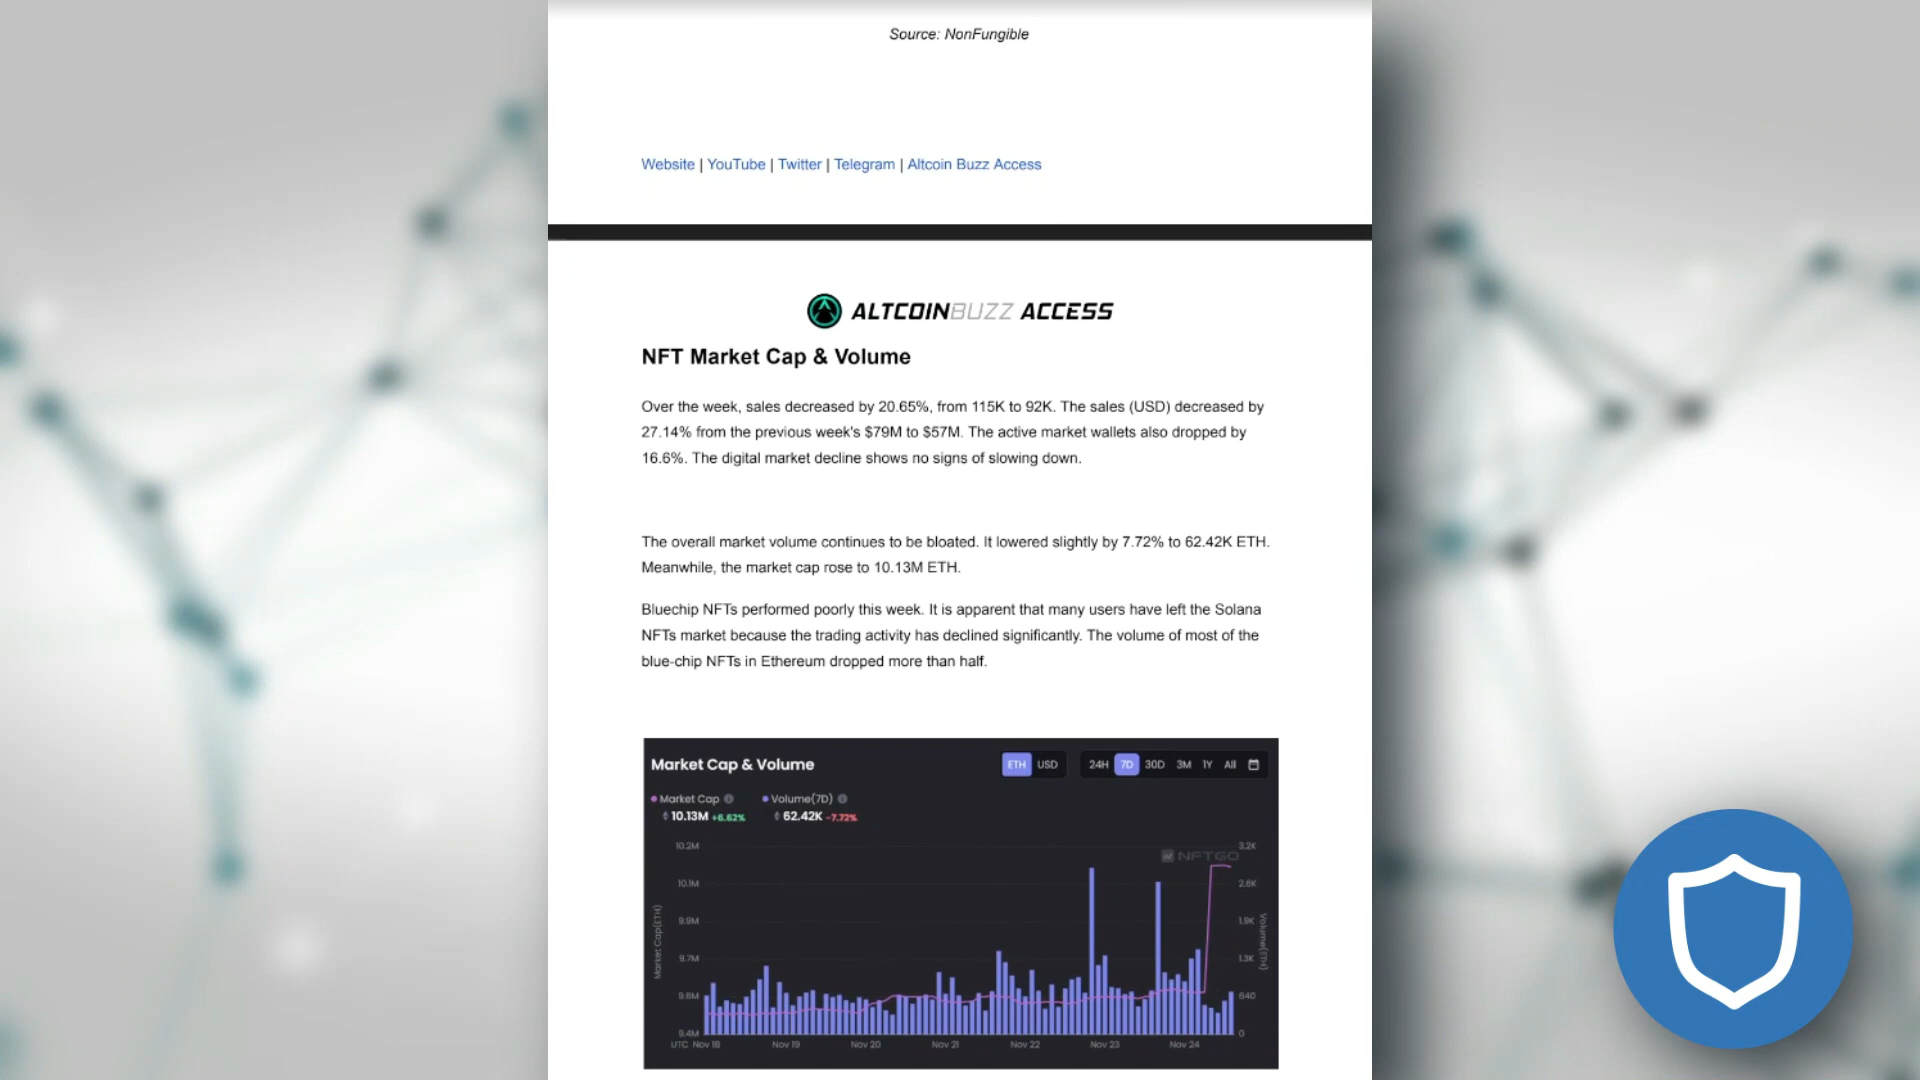 Source: NonFungible
Website | YouTube | Twitter | Telegram | Altcoin Buzz Access
ALTCOINBUZZ ACCESS
NFT Market Cap & Volume
Over the week, sales decreased by 20.65%, from 115K to 92K. The sales (USD) decreased by
27.14% from the previous week's $79M to $57M. The active market wallets also dropped by
16.6%. The digital market decline shows no signs of slowing down.
The overall market volume continues to be bloated. It lowered slightly by 7.72% to 62.42K ETH.
Meanwhile, the market cap rose to 10.13M ETH.
Bluechip NFTs performed poorly this week. It is apparent that many users have left the Solana
NFTs market because the trading activity has declined significantly. The volume of most of the
blue-chip NFTs in Ethereum dropped more than half.
Market Cap & Volume
ETH USD 24H 7D 30D 3M 1Y All
Market Cap Volume(7D)
10.13M +6.62% 62.42K -7.72%
NFTGO
10.2M 3.2K
10.1M 2.6K
9.9M 1.9K
9.7M 1.3K
9.6M 640
9.4M 0
Market Cap(ETH)
Volume(ETH)
UTC Nov 18 Nov 19 Nov 20 Nov 21 Nov 22 Nov 23 Nov 24